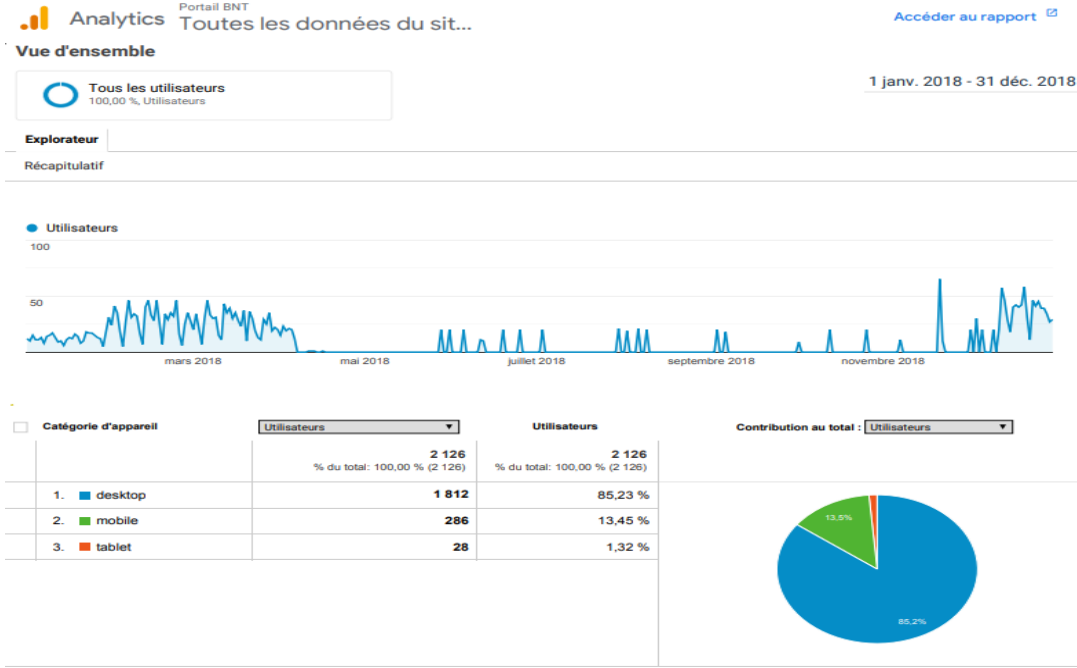 Analytics
Portail BNT
Toutes les données du sit...
Accéder au rapport
Vue d'ensemble
Tous les utilisateurs
100,00 %, Utilisateurs
1 janv. 2018 - 31 déc. 2018
Explorateur
Récapitulatif
Utilisateurs
100
50
mars 2018 mai 2018 juillet 2018 septembre 2018 novembre 2018
Catégorie d'appareil Utilisateurs Utilisateurs Contribution au total : Utilisateurs
2 126 2 126
% du total: 100,00 % (2 126) % du total: 100,00 % (2 126)
1. desktop 1 812 85,23 %
2. mobile 286 13,45 %
3. tablet 28 1,32 %
13,5%
85,2%